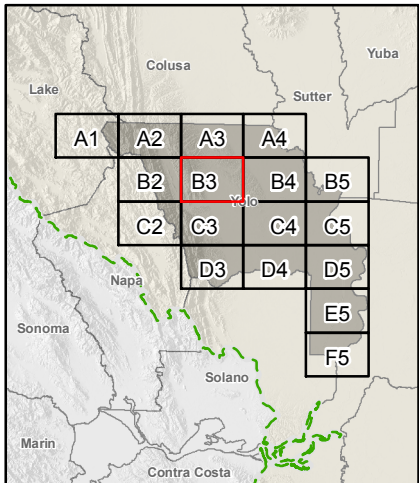 Yuba
Colusa
Lake
Sutter
A1 A2 A3 A4
B2 B3 B4 B5
Yolo
C2 C3 C4 C5
D3 D4 D5
Napa
E5
Sonoma
F5
Solano
Marin
Contra Costa